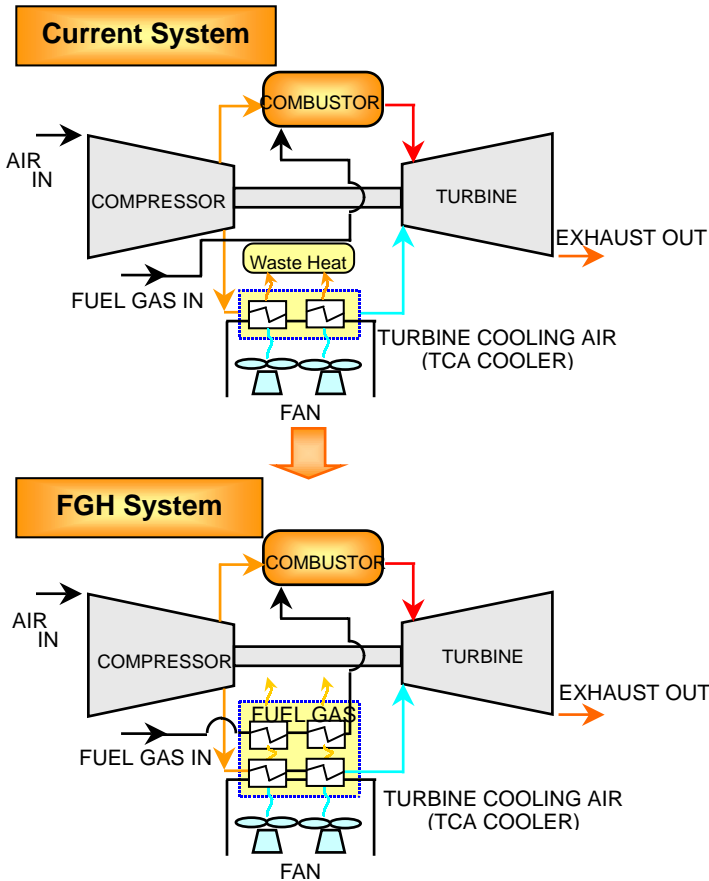 Current System
COMBUSTOR
AIR
IN
COMPRESSOR
TURBINE
EXHAUST OUT
Waste Heat
FUEL GAS IN
TURBINE COOLING AIR
(TCA COOLER)
FAN
FGH System
COMBUSTOR
AIR
IN
COMPRESSOR
TURBINE
EXHAUST OUT
FUEL GAS
FUEL GAS IN
TURBINE COOLING AIR
(TCA COOLER)
FAN